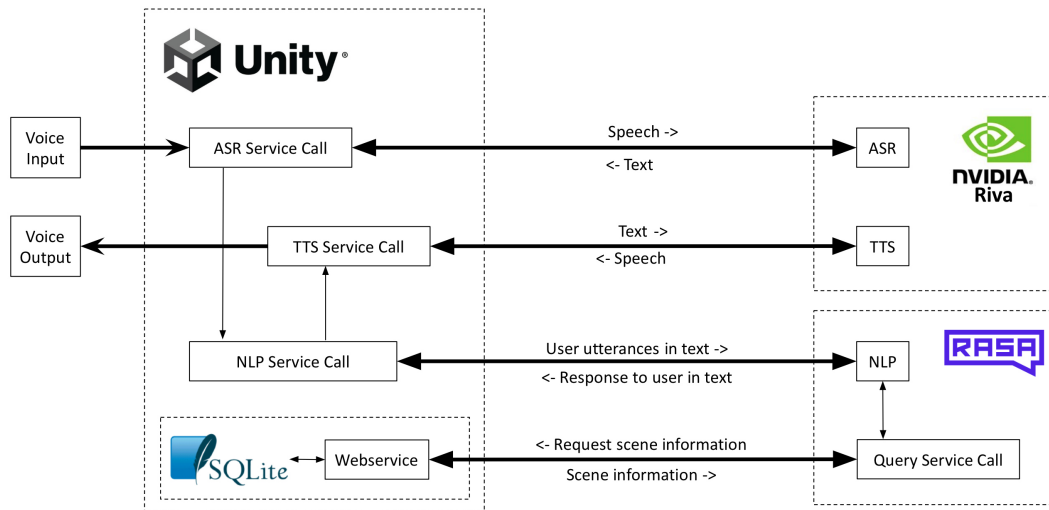 Unity®
Voice
Input
ASR Service Call
Speech ->
<- Text
ASR
NVIDIA.
Riva
Voice
Output
TTS Service Call
Text ->
<- Speech
TTS
NLP Service Call
User utterances in text ->
<- Response to user in text
NLP
RASA
SQLite
Webservice
<- Request scene information
Scene information ->
Query Service Call